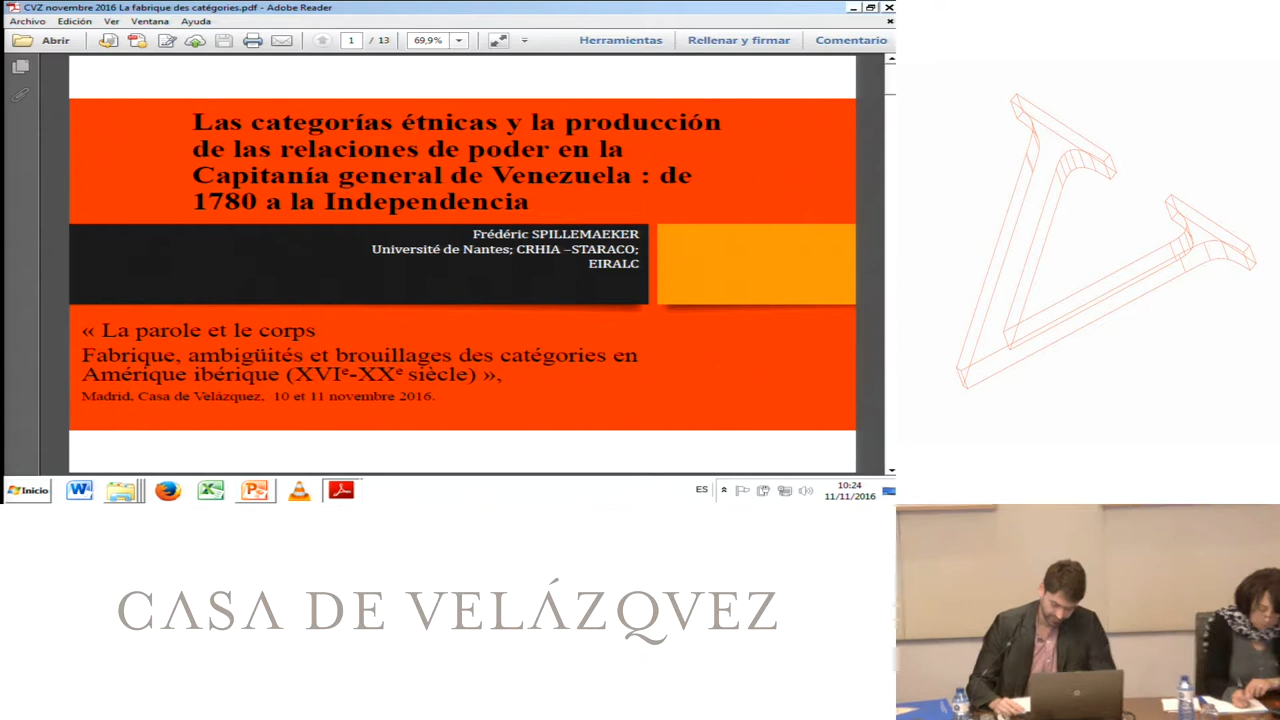 CVZ novembre 2016 La fabrique des catégories.pdf - Adobe Reader
Archivo Edición Ver Ventana Ayuda
Abrir 1 / 13 69,9% Herramientas Rellenar y firmar Comentario
Las categorías étnicas y la producción
de las relaciones de poder en la
Capitanía general de Venezuela : de
1780 a la Independencia
Frédéric SPILLEMAEKER
Université de Nantes; CRHIA –STARACO;
EIRALC
« La parole et le corps
Fabrique, ambigüités et brouillages des catégories en
Amérique ibérique (XVIe-XXe siècle) »,
Madrid, Casa de Velázquez, 10 et 11 novembre 2016.
Inicio ES 10:24
11/11/2016
CASA DE VELÁZQVEZ